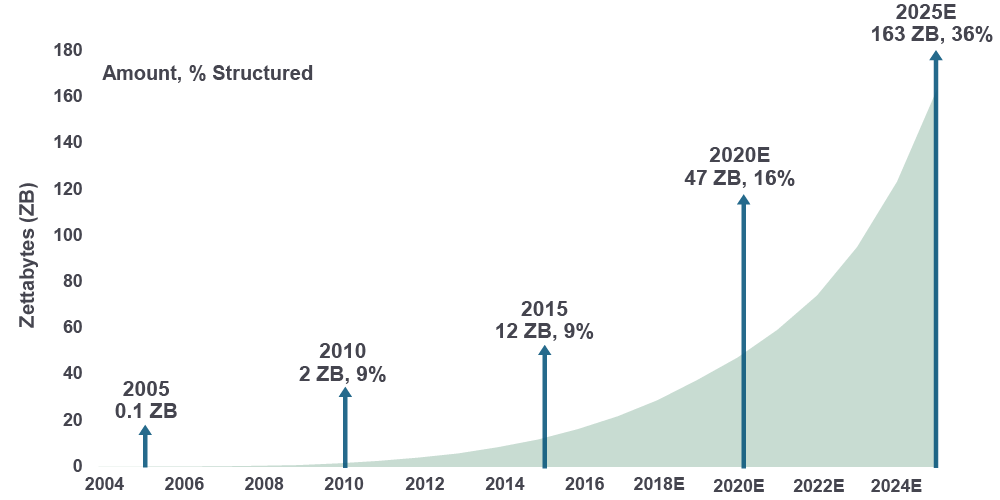 2025E
163 ZB, 36%
180
Amount, % Structured
160
140
2020E
47 ZB, 16%
120
Zettabytes (ZB)
100
80
2015
12 ZB, 9%
60
2010
2 ZB, 9%
40
2005
0.1 ZB
20
0
2004 2006 2008 2010 2012 2014 2016 2018E 2020E 2022E 2024E